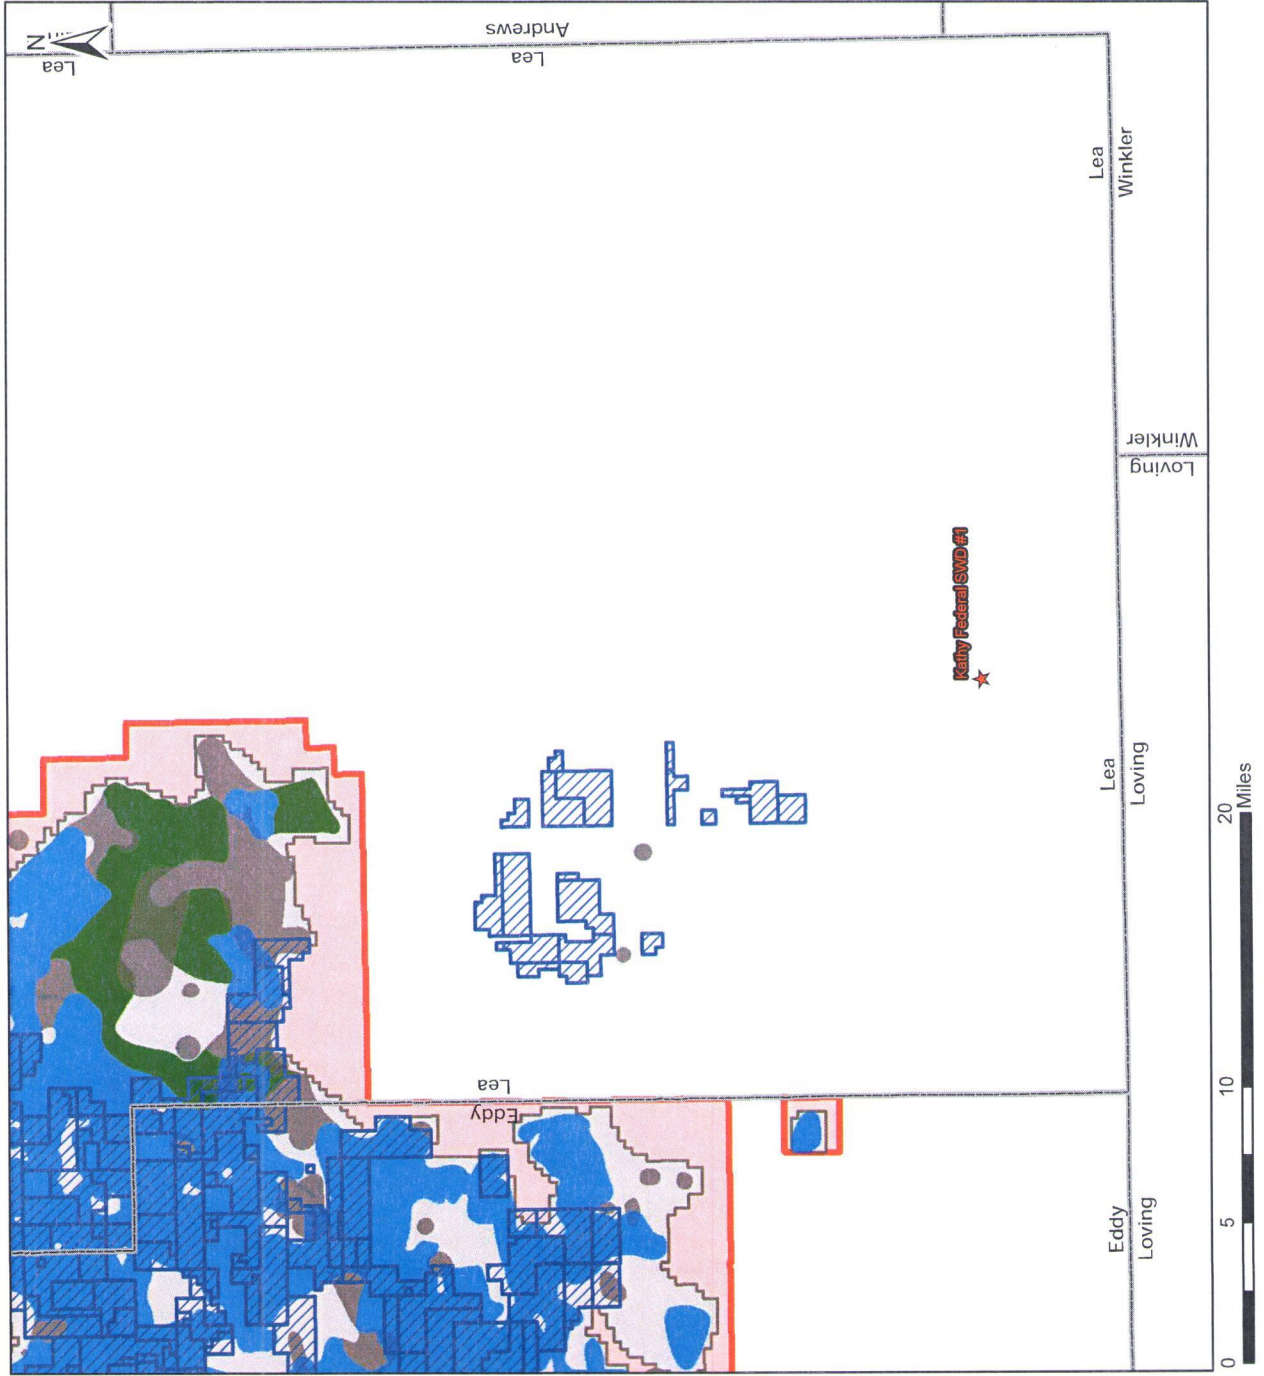 N
Lea
Andrews
Lea
Lea
Winkler
Winkler
Loving
Kathy Federal SWD #1
Lea
Loving
Lea
Eddy
Eddy
Loving
0
5
10
20
Miles